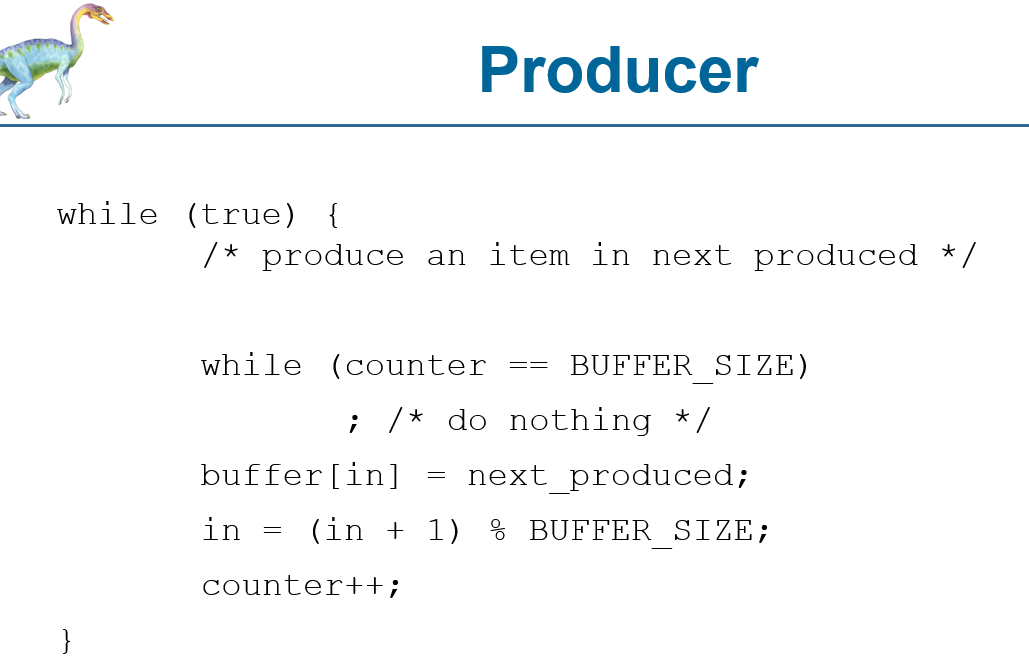 Producer
while (true) {
/* produce an item in next produced */
while (counter == BUFFER_SIZE)
; /* do nothing */
buffer[in] = next_produced;
in = (in + 1) % BUFFER_SIZE;
counter++;
}